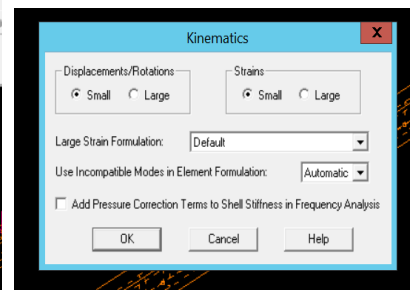 Kinematics
X
Displacements/Rotations
Strains
Small Large
Small Large
Large Strain Formulation: Default
Use Incompatible Modes in Element Formulation: Automatic
Add Pressure Correction Terms to Shell Stiffness in Frequency Analysis
OK Cancel Help